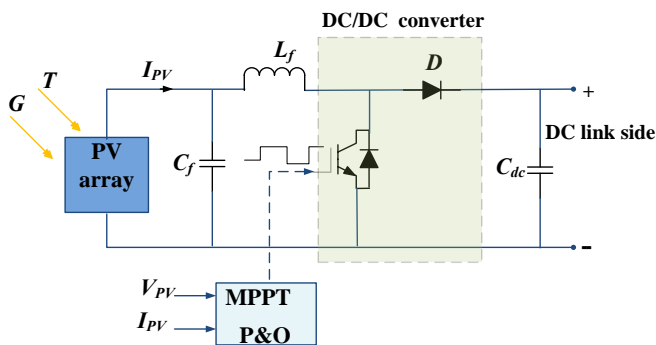 DC/DC converter
L_f
I_PV
D
T
G
+
DC link side
PV
array
C_f
C_dc
-
V_PV
MPPT
I_PV
P&O